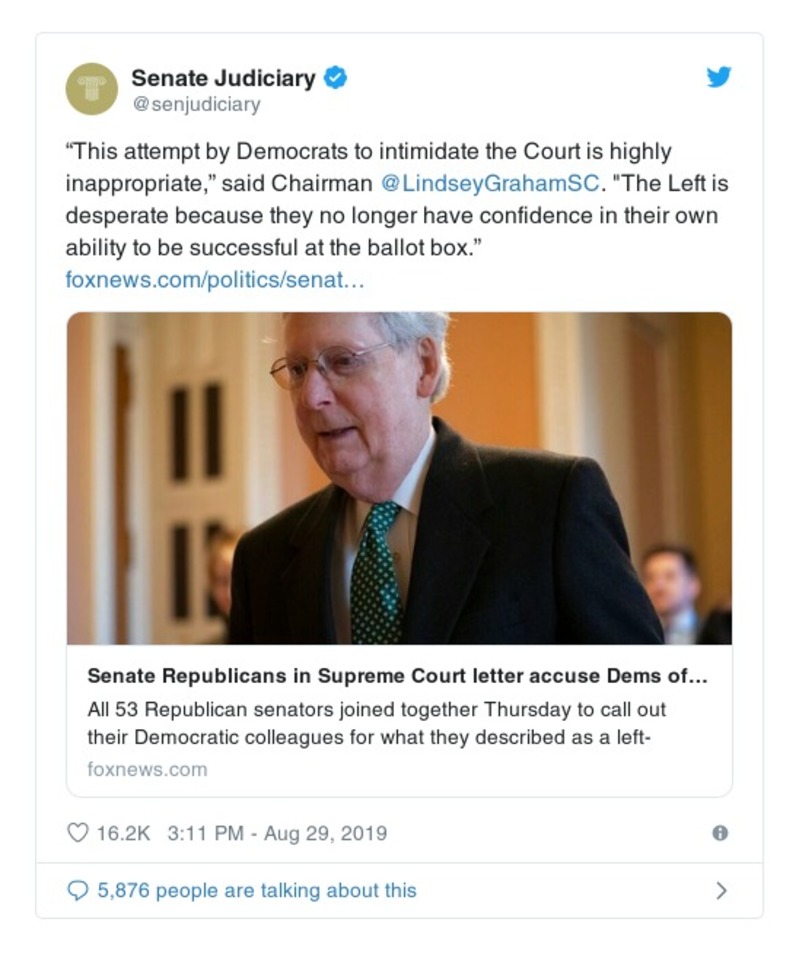 Senate Judiciary
@senjudiciary
“This attempt by Democrats to intimidate the Court is highly
inappropriate,” said Chairman @LindseyGrahamSC. "The Left is
desperate because they no longer have confidence in their own
ability to be successful at the ballot box.”
foxnews.com/politics/senat…
Senate Republicans in Supreme Court letter accuse Dems of…
All 53 Republican senators joined together Thursday to call out
their Democratic colleagues for what they described as a left-
foxnews.com
16.2K 3:11 PM - Aug 29, 2019
5,876 people are talking about this